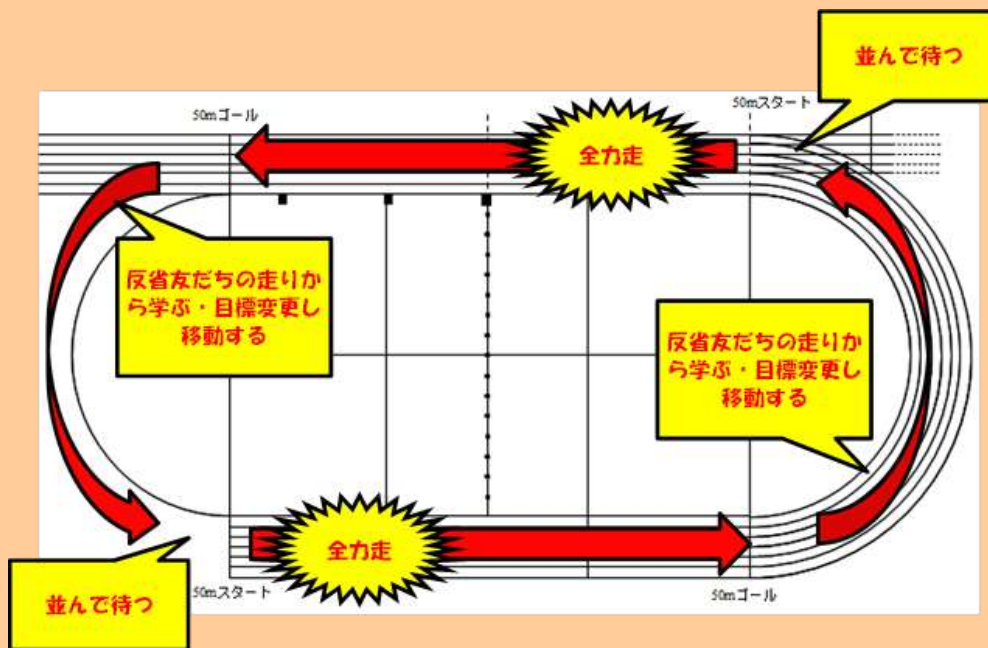 並んで待つ
50mゴール
50mスタート
全力走
反省友だちの走りか
ら学ぶ・目標変更し
移動する
反省友だちの走りか
ら学ぶ・目標変更し
移動する
全力走
並んで待つ
50mスタート
50mゴール